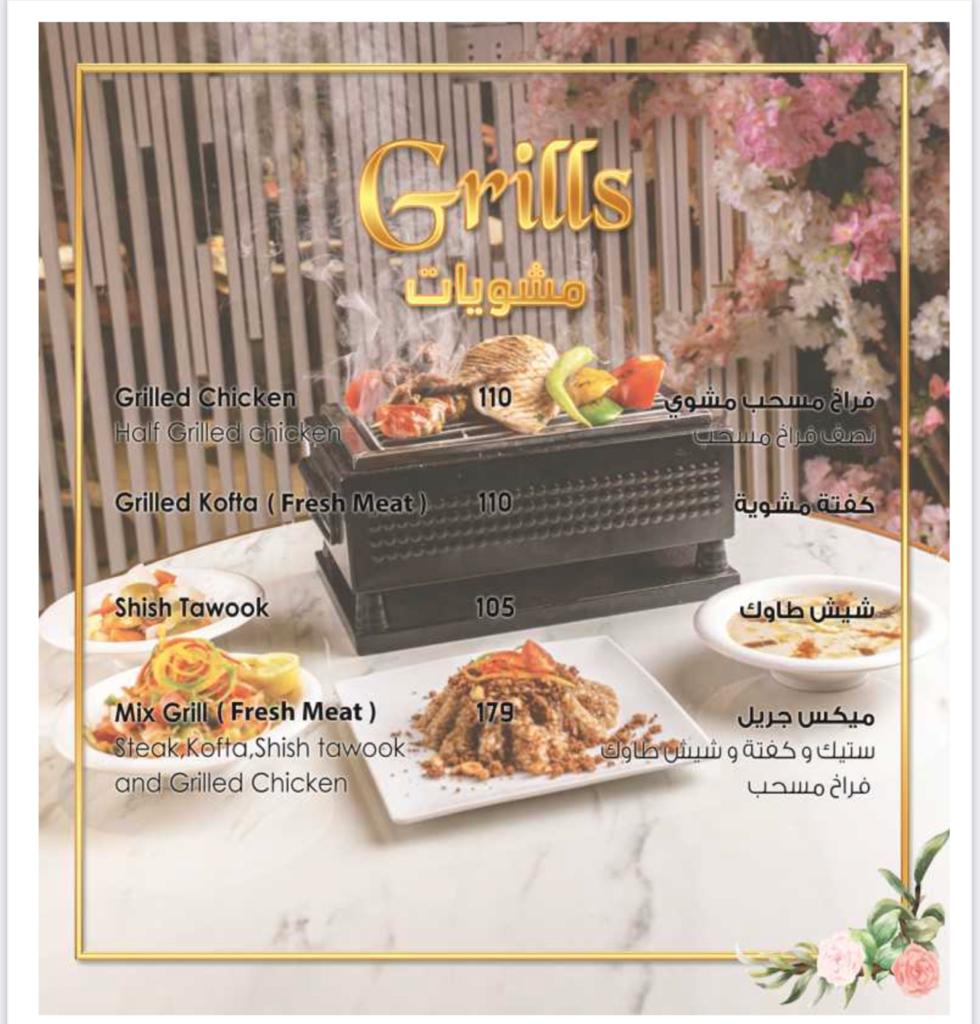 Grills
مشويات
Grilled Chicken 110 فراخ مسحب مشوي
Half Grilled chicken نصف فراخ مسحب
Grilled Kofta ( Fresh Meat ) 110 كفتة مشوية
Shish Tawook 105 شيش طاوك
Mix Grill ( Fresh Meat ) 179 ميكس جريل
Steak,Kofta,Shish tawook ستيك و كفتة و شيش طاوك
and Grilled Chicken فراخ مسحب